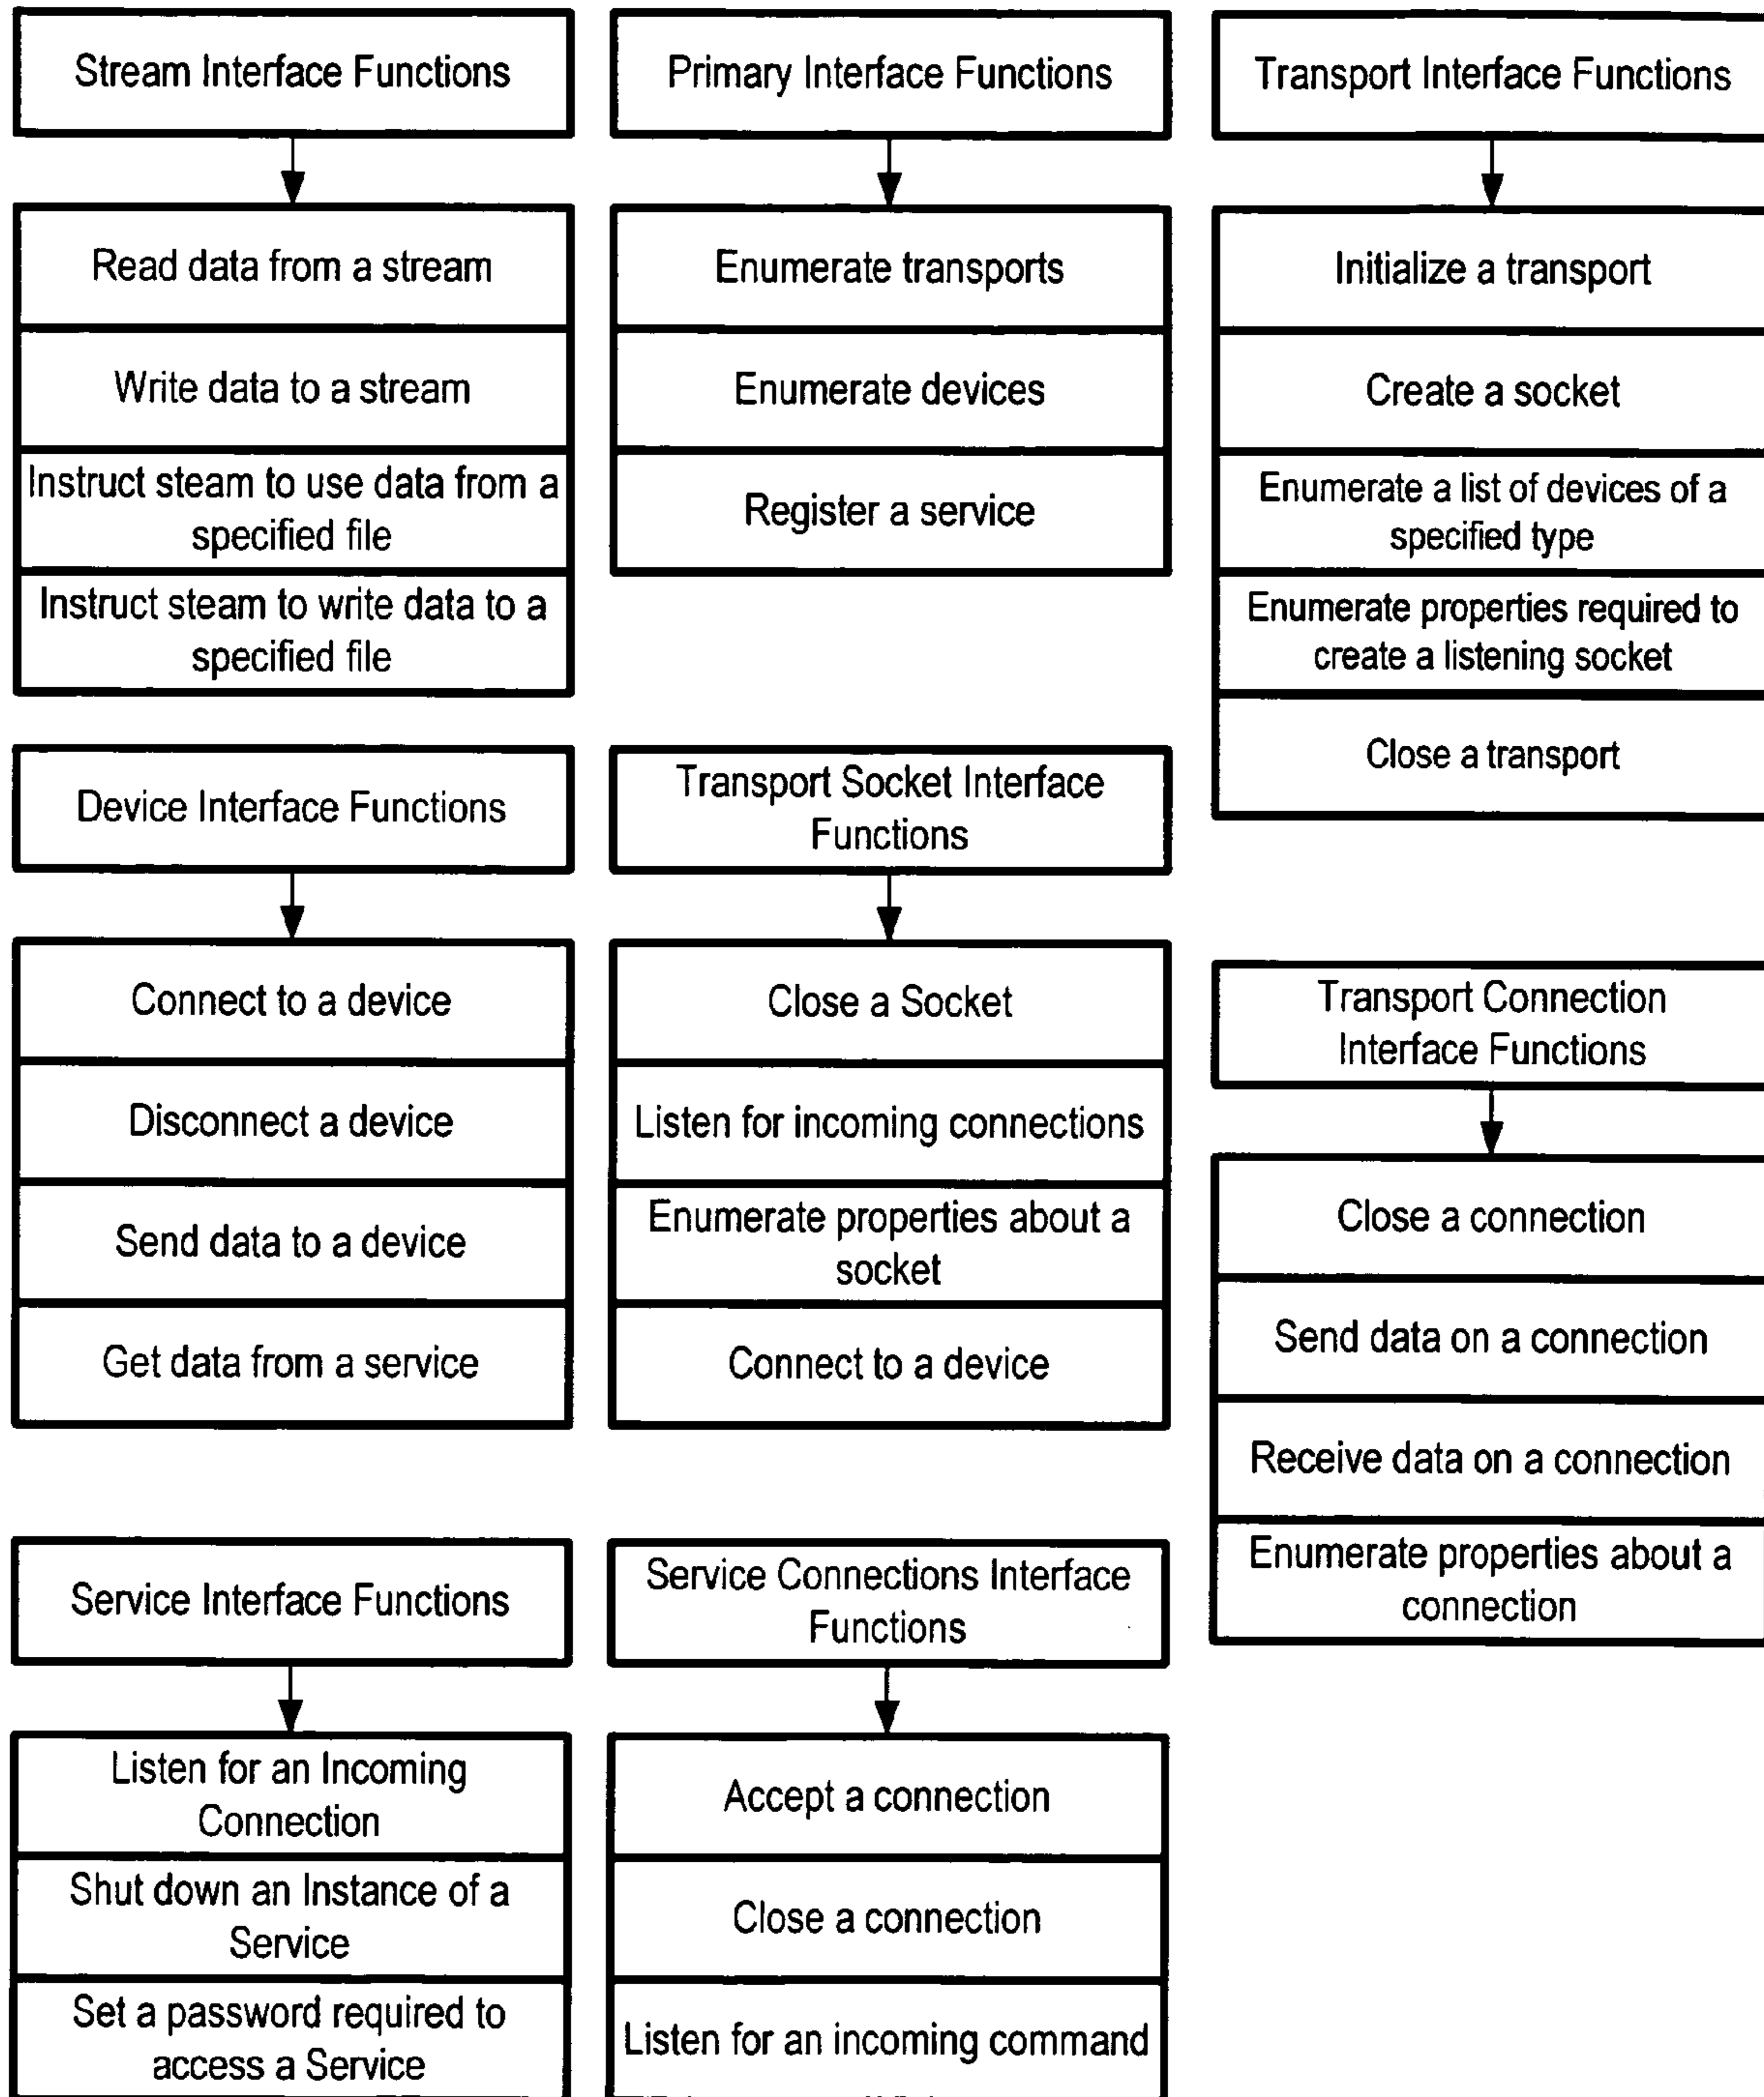 Stream Interface Functions
Read data from a stream
Write data to a stream
Instruct steam to use data from a
specified file
Instruct steam to write data to a
specified file
Primary Interface Functions
Enumerate transports
Enumerate devices
Register a service
Transport Interface Functions
Initialize a transport
Create a socket
Enumerate a list of devices of a
specified type
Enumerate properties required to
create a listening socket
Close a transport
Device Interface Functions
Connect to a device
Disconnect a device
Send data to a device
Get data from a service
Transport Socket Interface
Functions
Close a Socket
Listen for incoming connections
Enumerate properties about a
socket
Connect to a device
Transport Connection
Interface Functions
Close a connection
Send data on a connection
Receive data on a connection
Enumerate properties about a
connection
Service Interface Functions
Listen for an Incoming
Connection
Shut down an Instance of a
Service
Set a password required to
access a Service
Service Connections Interface
Functions
Accept a connection
Close a connection
Listen for an incoming command